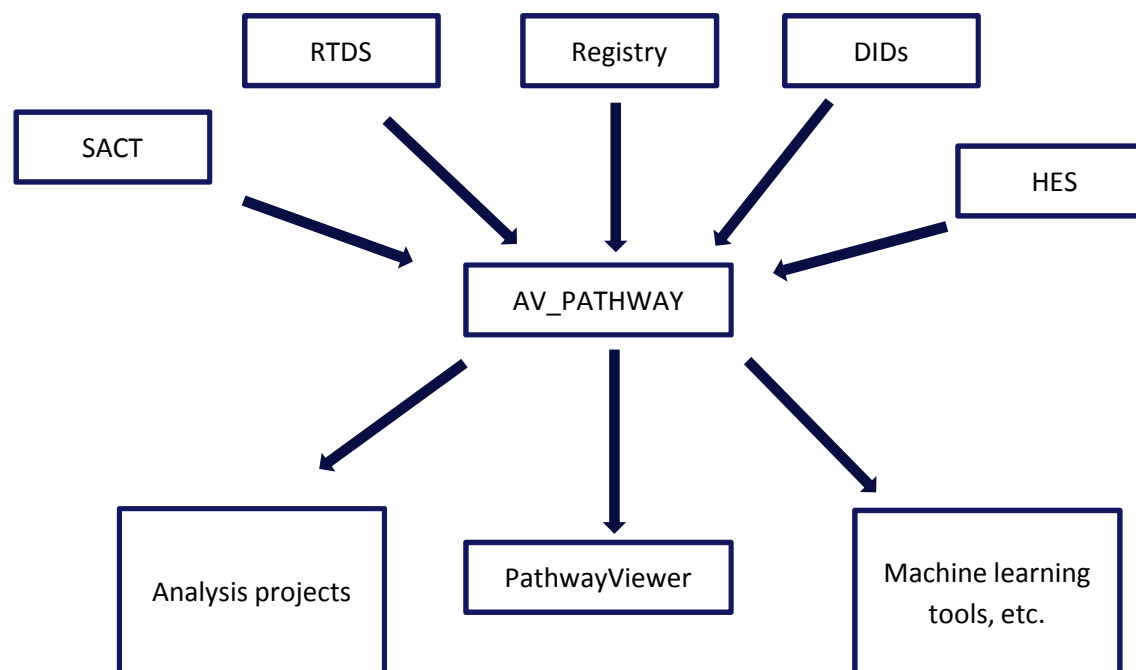 RTDS
Registry
DIDs
SACT
HES
AV_PATHWAY
Analysis projects
PathwayViewer
Machine learning
tools, etc.